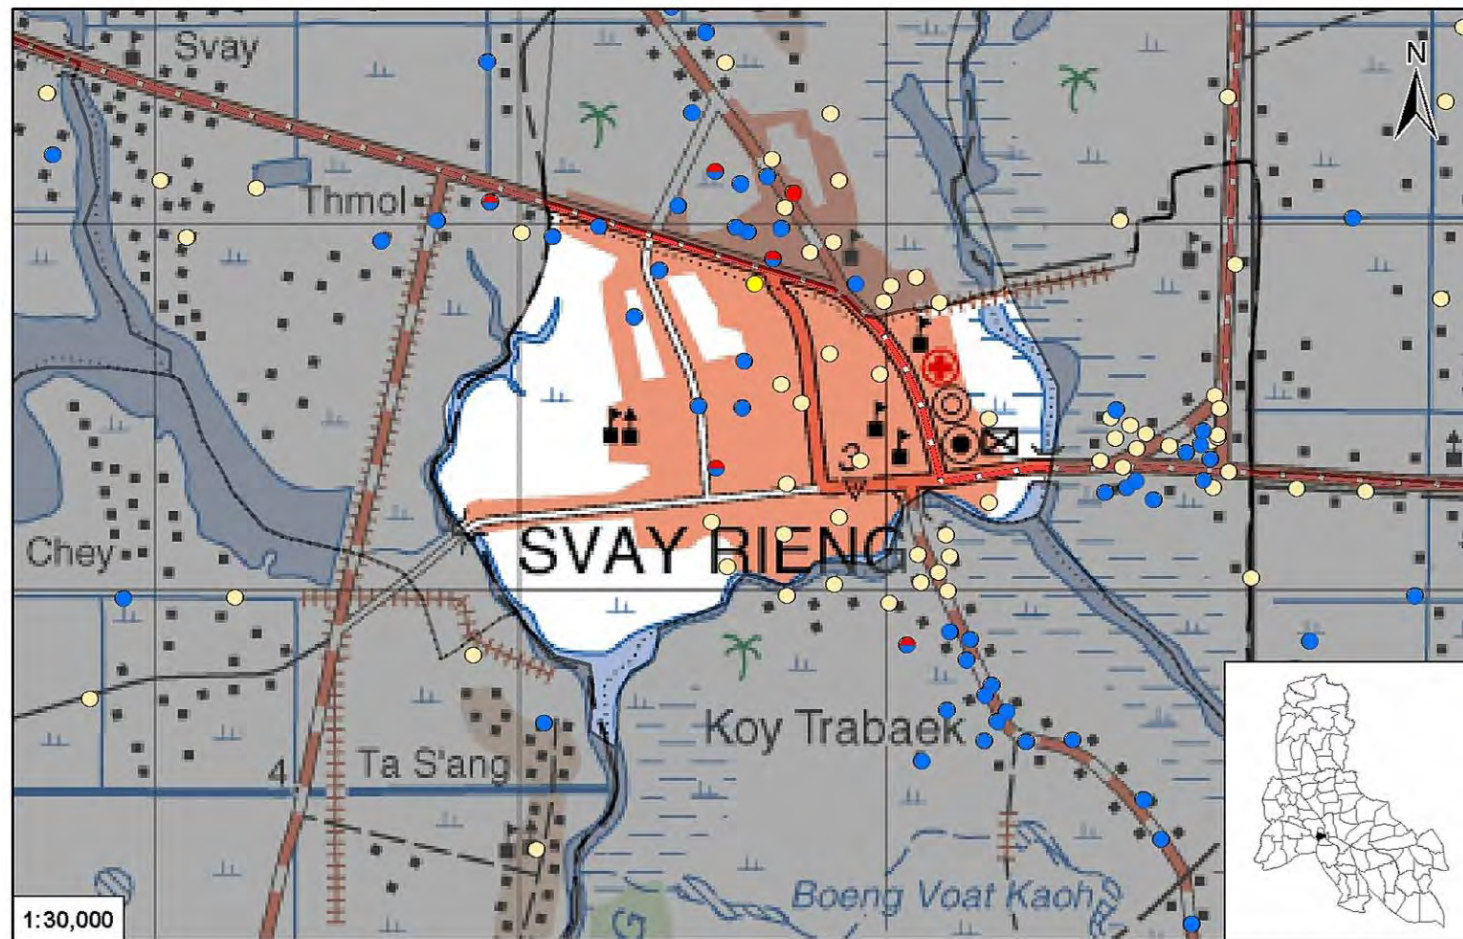 Svay
N
Thmol
3
SVAY RIENG
Chey
Koy Trabaek
Ta S'ang
4
Boeng Voat Kaoh
G
1:30,000